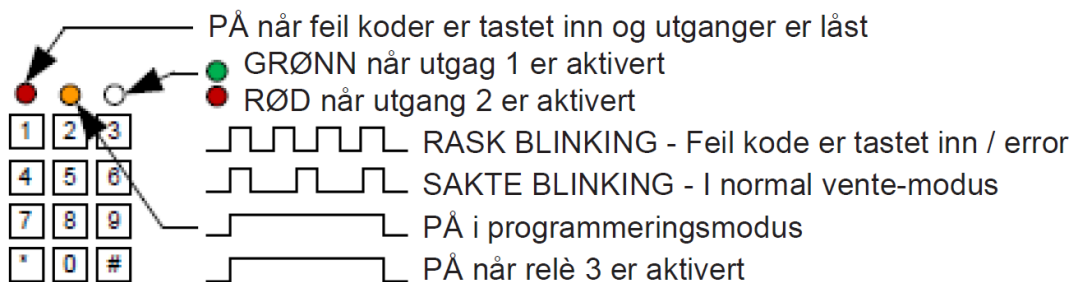 PÅ når feil koder er tastet inn og utganger er låst
GRØNN når utgag 1 er aktivert
RØD når utgang 2 er aktivert
1 2 3
RASK BLINKING - Feil kode er tastet inn / error
4 5 6
SAKTE BLINKING - I normal vente-modus
7 8 9
PÅ i programmeringsmodus
* 0 #
PÅ når relè 3 er aktivert